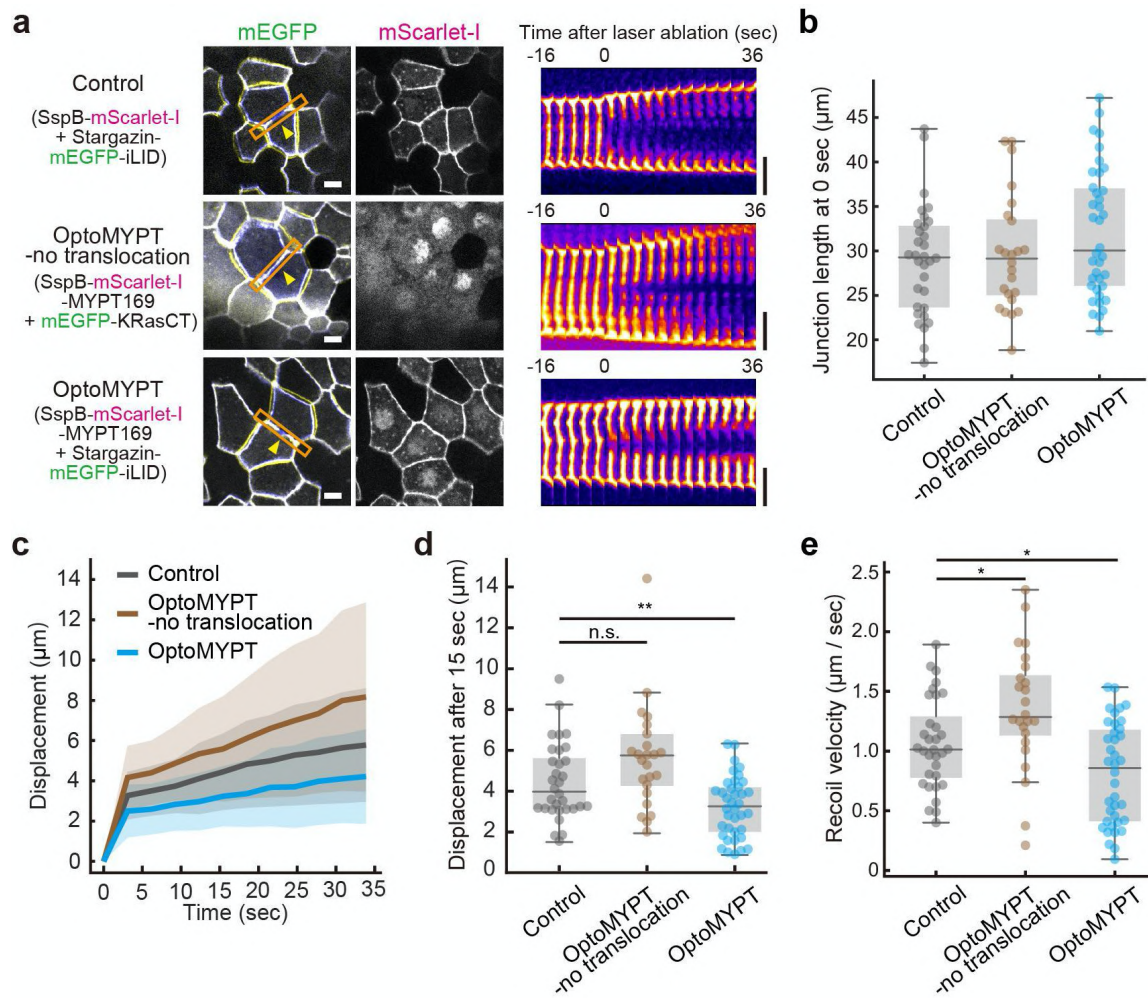 a
mEGFP
mScarlet-I
Time after laser ablation (sec)
-16 0 36
Control
(SspB-mScarlet-I
+ Stargazin-
mEGFP-iLID)
-16 0 36
OptoMYPT
-no translocation
(SspB-mScarlet-I
-MYPT169
+ mEGFP-KRasCT)
-16 0 36
OptoMYPT
(SspB-mScarlet-I
-MYPT169
+ Stargazin-
mEGFP-iLID)
b
Junction length at 0 sec (μm)
45
40
35
30
25
20
Control
OptoMYPT
-no translocation
OptoMYPT
c
Displacement (μm)
14
12
10
8
6
4
2
0
Control
OptoMYPT
-no translocation
OptoMYPT
0 5 10 15 20 25 30 35
Time (sec)
d
Displacement after 15 sec (μm)
14
12
10
8
6
4
2
0
**
n.s.
Control
OptoMYPT
-no translocation
OptoMYPT
e
Recoil velocity (μm / sec)
2.5
2.0
1.5
1.0
0.5
0
*
*
Control
OptoMYPT
-no translocation
OptoMYPT